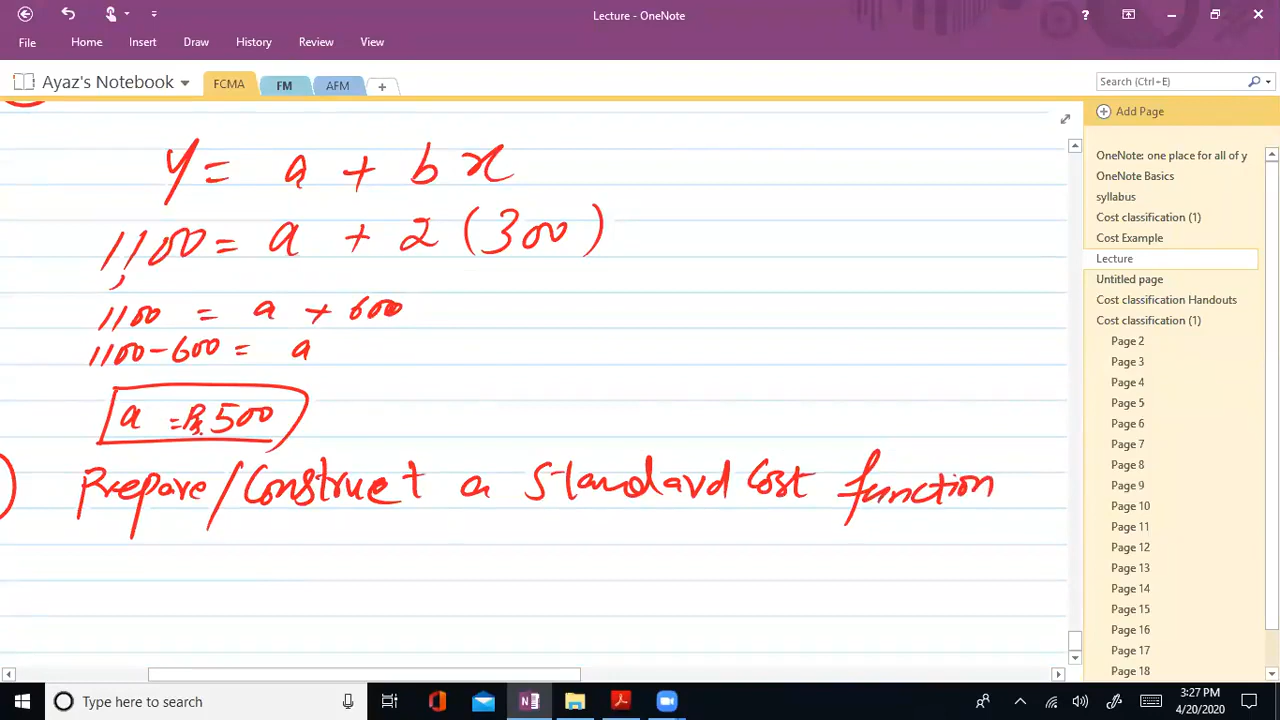 Lecture - OneNote
File Home Insert Draw History Review View
Ayaz's Notebook FCMA FM AFM
Search (Ctrl+E)
y = a + b x
1,100 = a + 2 (300)
1100 = a + 600
1100 - 600 = a
a = Rs 500
Prepare/Construct a Standard Cost function
Add Page
OneNote: one place for all of y
OneNote Basics
syllabus
Cost classification (1)
Cost Example
Lecture
Untitled page
Cost classification Handouts
Cost classification (1)
Page 2
Page 3
Page 4
Page 5
Page 6
Page 7
Page 8
Page 9
Page 10
Page 11
Page 12
Page 13
Page 14
Page 15
Page 16
Page 17
Page 18
Type here to search
3:27 PM
4/20/2020